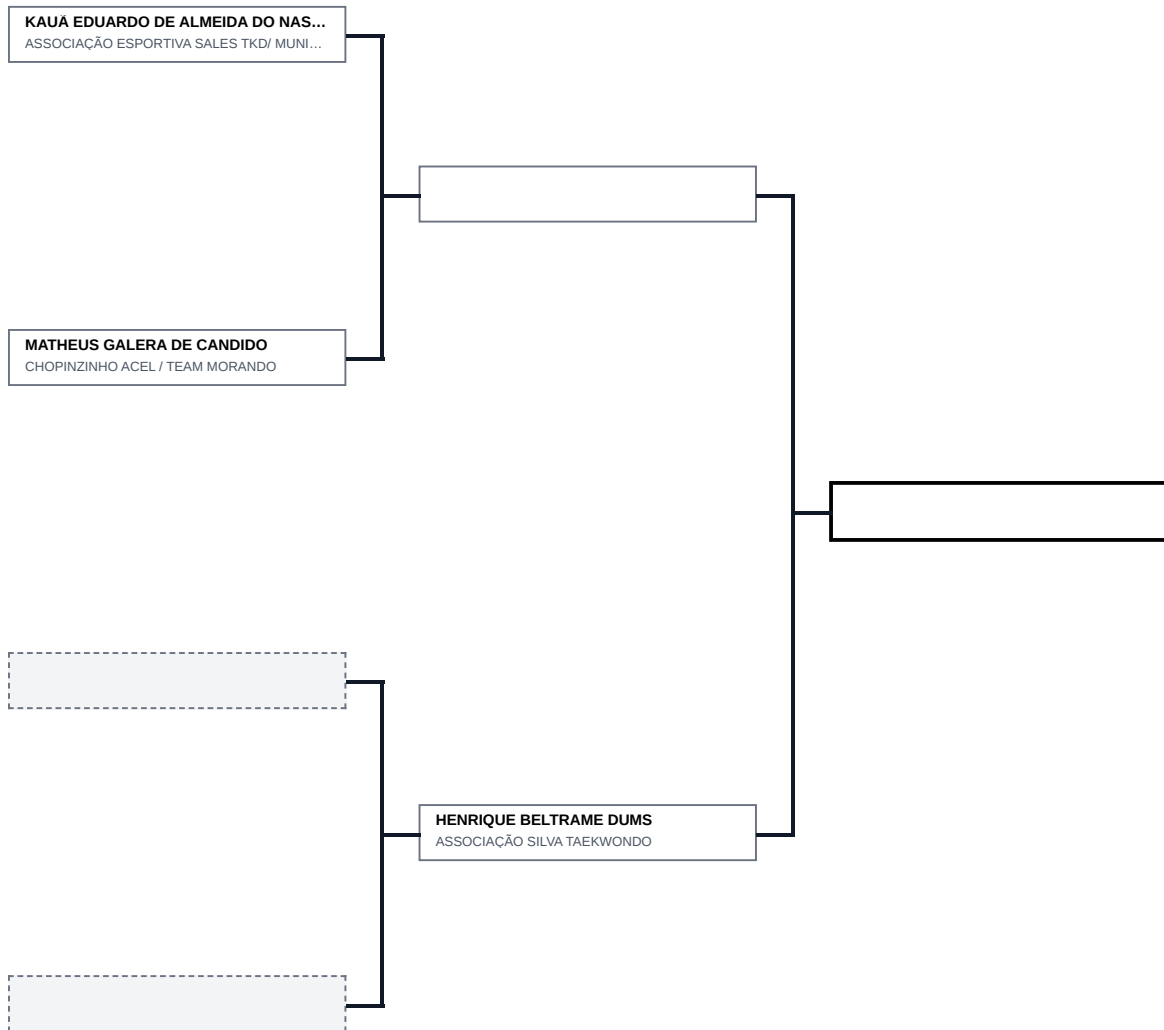 KAUÃ EDUARDO DE ALMEIDA DO NAS…
ASSOCIAÇÃO ESPORTIVA SALES TKD/ MUNI…
MATHEUS GALERA DE CANDIDO
CHOPINZINHO ACEL / TEAM MORANDO
HENRIQUE BELTRAME DUMS
ASSOCIAÇÃO SILVA TAEKWONDO